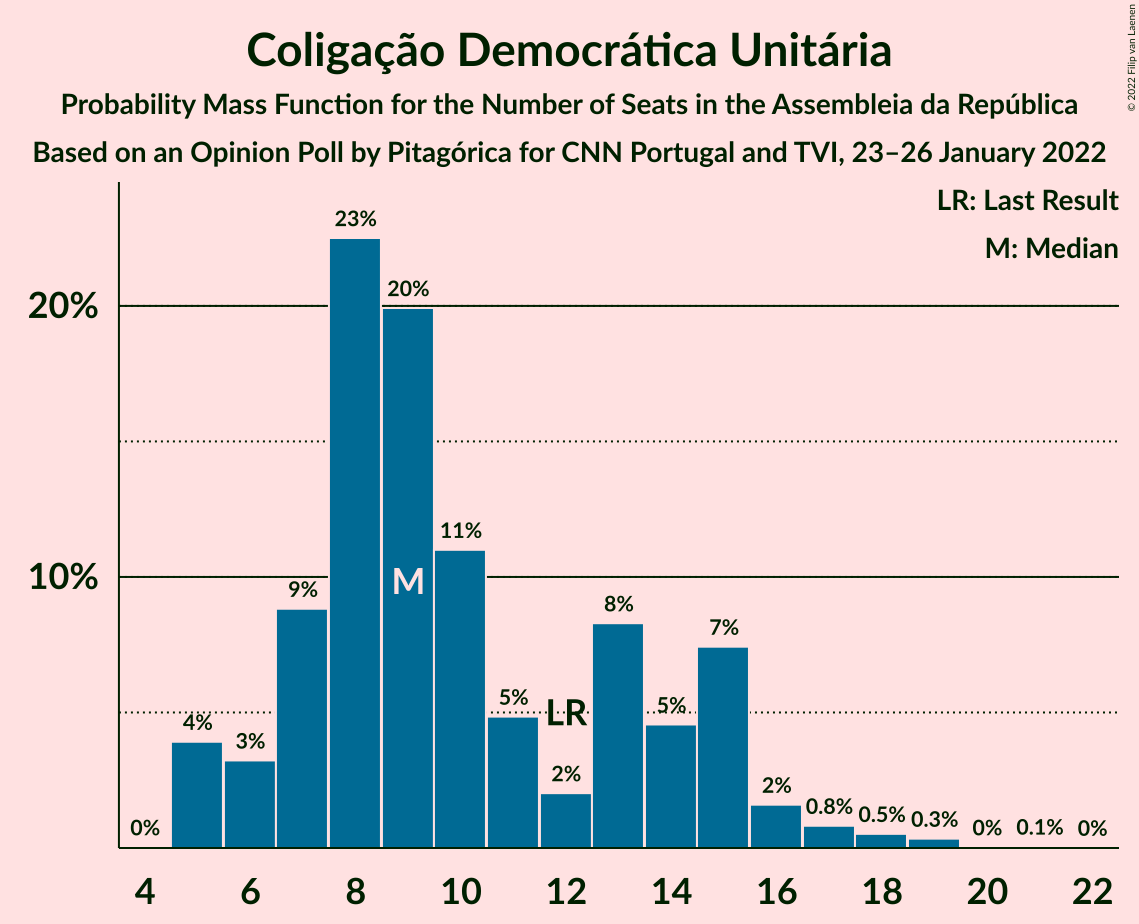 Coligação Democrática Unitária
Probability Mass Function for the Number of Seats in the Assembleia da República
Based on an Opinion Poll by Pitagórica for CNN Portugal and TVI, 23–26 January 2022
© 2022 Filip van Laenen
LR: Last Result
M: Median
20%
10%
0%
4%
3%
9%
23%
20%
M
11%
5%
LR
2%
8%
5%
7%
2%
0.8%
0.5%
0.3%
0%
0.1%
0%
4 6 8 10 12 14 16 18 20 22